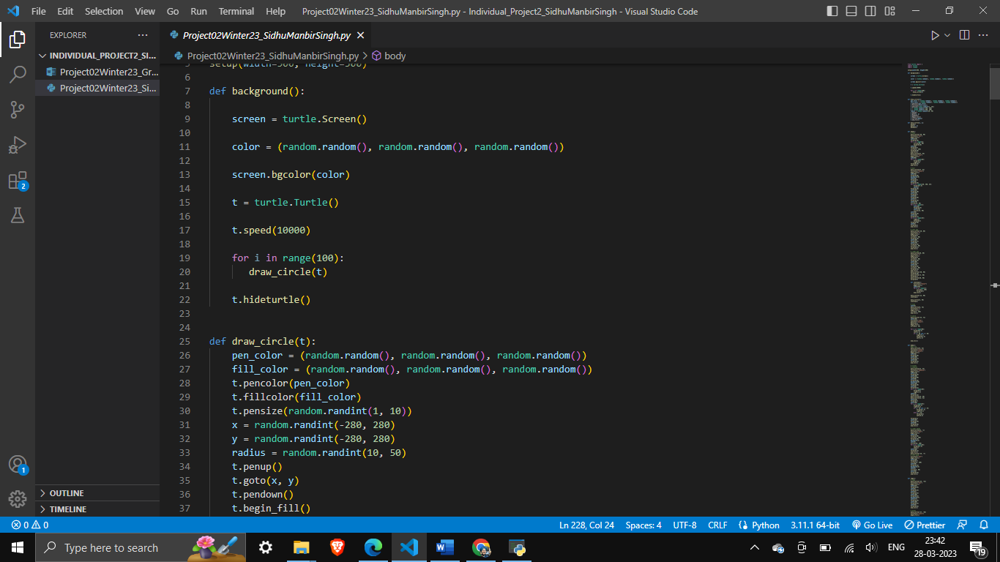 File Edit Selection View Go Run Terminal Help Project02Winter23_SidhuManbirSingh.py - Individual_Project2_SidhuManbirSingh - Visual Studio Code
EXPLORER ···
INDIVIDUAL_PROJECT2_SI...
Project02Winter23_Gr...
Project02Winter23_Si...
OUTLINE
TIMELINE
2
1
Project02Winter23_SidhuManbirSingh.py
Project02Winter23_SidhuManbirSingh.py > body
5 setup(width=500, height=500)
6
7 def background():
8
9 screen = turtle.Screen()
10
11 color = (random.random(), random.random(), random.random())
12
13 screen.bgcolor(color)
14
15 t = turtle.Turtle()
16
17 t.speed(10000)
18
19 for i in range(100):
20 draw_circle(t)
21
22 t.hideturtle()
23
24
25 def draw_circle(t):
26 pen_color = (random.random(), random.random(), random.random())
27 fill_color = (random.random(), random.random(), random.random())
28 t.pencolor(pen_color)
29 t.fillcolor(fill_color)
30 t.pensize(random.randint(1, 10))
31 x = random.randint(-280, 280)
32 y = random.randint(-280, 280)
33 radius = random.randint(10, 50)
34 t.penup()
35 t.goto(x, y)
36 t.pendown()
37 t.begin_fill()
0 0 Ln 228, Col 24 Spaces: 4 UTF-8 CRLF Python 3.11.1 64-bit Go Live Prettier
Type here to search ENG 23:42
28-03-2023 19